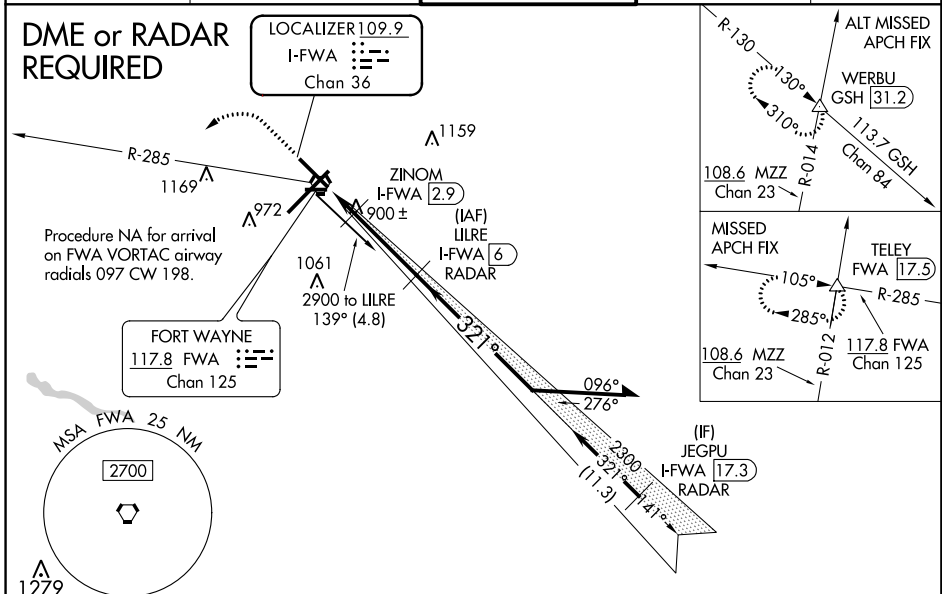 DME or RADAR
REQUIRED
LOCALIZER 109.9
I-FWA
Chan 36
R-285
1169
972
1159
ZINOM
I-FWA 2.9
900 ±
(IAF)
LILRE
I-FWA 6
RADAR
Procedure NA for arrival
on FWA VORTAC airway
radials 097 CW 198.
1061
2900 to LILRE
139° (4.8)
FORT WAYNE
117.8 FWA
Chan 125
321°
096°
276°
2300
321°
141°
(11.3)
(IF)
JEGPU
I-FWA 17.3
RADAR
MSA FWA 25 NM
2700
1279
ALT MISSED
APCH FIX
R-130
130°
310°
WERBU
GSH 31.2
113.7 GSH
Chan 84
R-014
108.6 MZZ
Chan 23
MISSED
APCH FIX
TELEY
FWA 17.5
105°
285°
R-285
R-012
117.8 FWA
Chan 125
108.6 MZZ
Chan 23